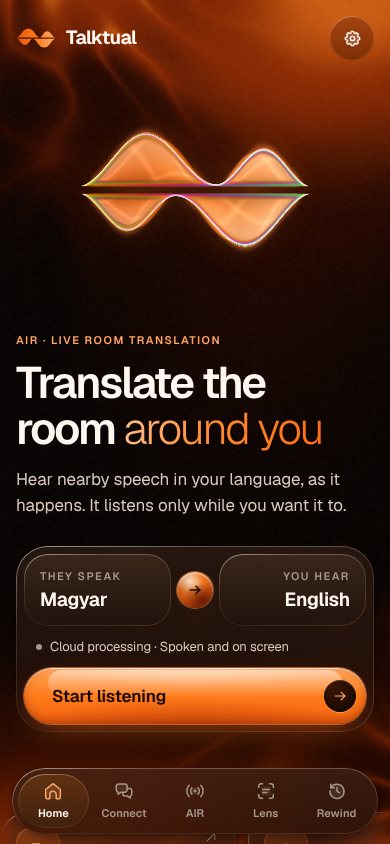 Talktual
AIR · LIVE ROOM TRANSLATION
Translate the
room around you
Hear nearby speech in your language, as it
happens. It listens only while you want it to.
THEY SPEAK
Magyar
YOU HEAR
English
Cloud processing · Spoken and on screen
Start listening
Home
Connect
AIR
Lens
Rewind